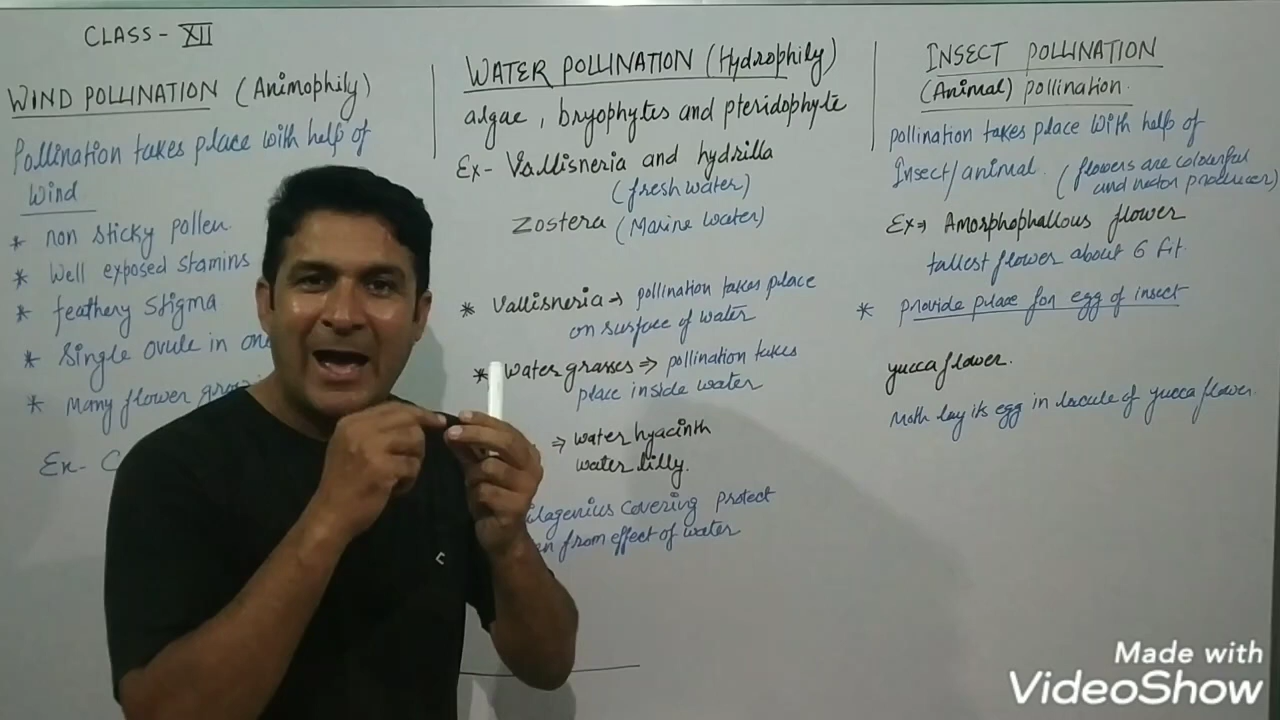 CLASS - XII
WIND POLLINATION (Animophily)
Pollination takes place with help of
Wind
* non sticky pollen.
* Well exposed stamins
* feathery stigma
* Single ovule in one
* Many flower
Ex- C
WATER POLLINATION (Hydrophily)
algae, bryophytes and pteridophyte
Ex- Vallisneria and hydrilla
(fresh water)
Zostera (Marine water)
* Vallisneria → pollination takes place
on surface of water
* Water grasses ⇒ pollination takes
place inside water
⇒ water hyacinth
water lilly.
covering protect
from effect of water
INSECT POLLINATION
(Animal) pollination.
pollination takes place with help of
Insect/animal. (flowers are colourful
and nector producer)
Ex⇒ Amorphophallous flower
tallest flower about 6 fit.
* provide place for egg of insect
yucca flower.
Moth lay its egg in locule of yucca flower.
Made with
VideoShow